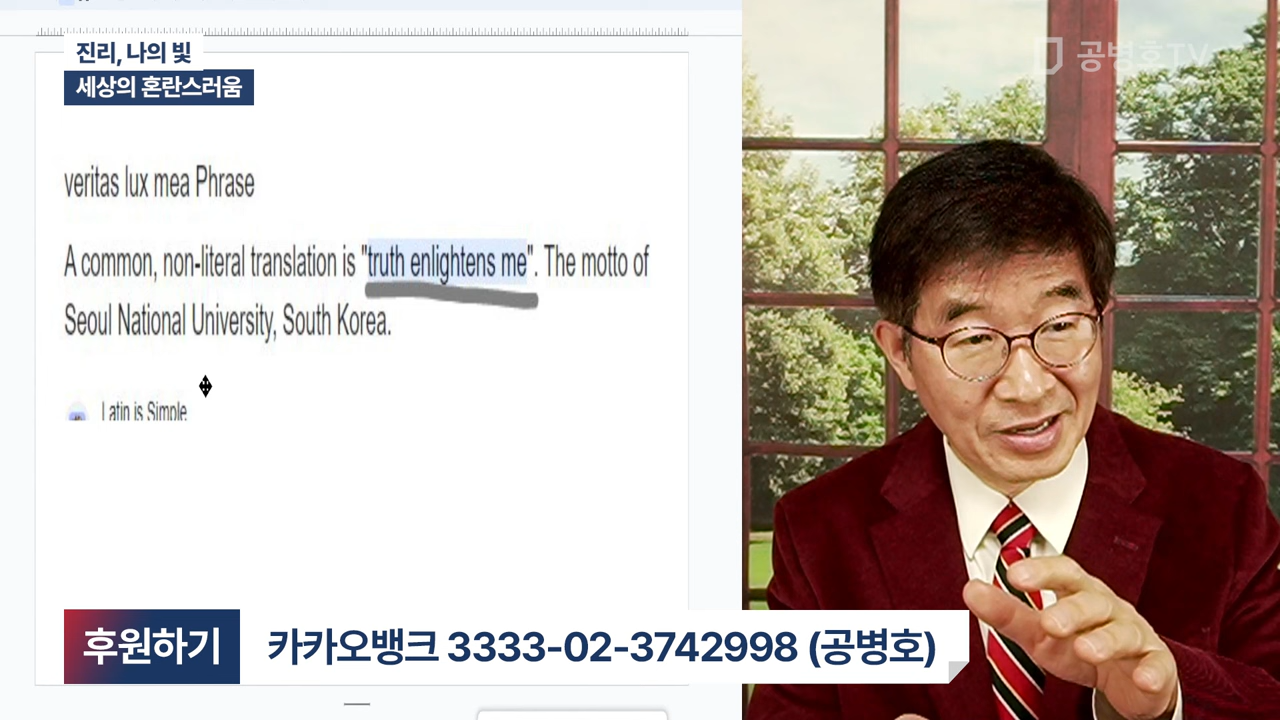 진리, 나의 빛
세상의 혼란스러움
공병호TV
veritas lux mea Phrase
A common, non-literal translation is "truth enlightens me". The motto of
Seoul National University, South Korea.
Latin is Simple
후원하기
카카오뱅크 3333-02-3742998 (공병호)